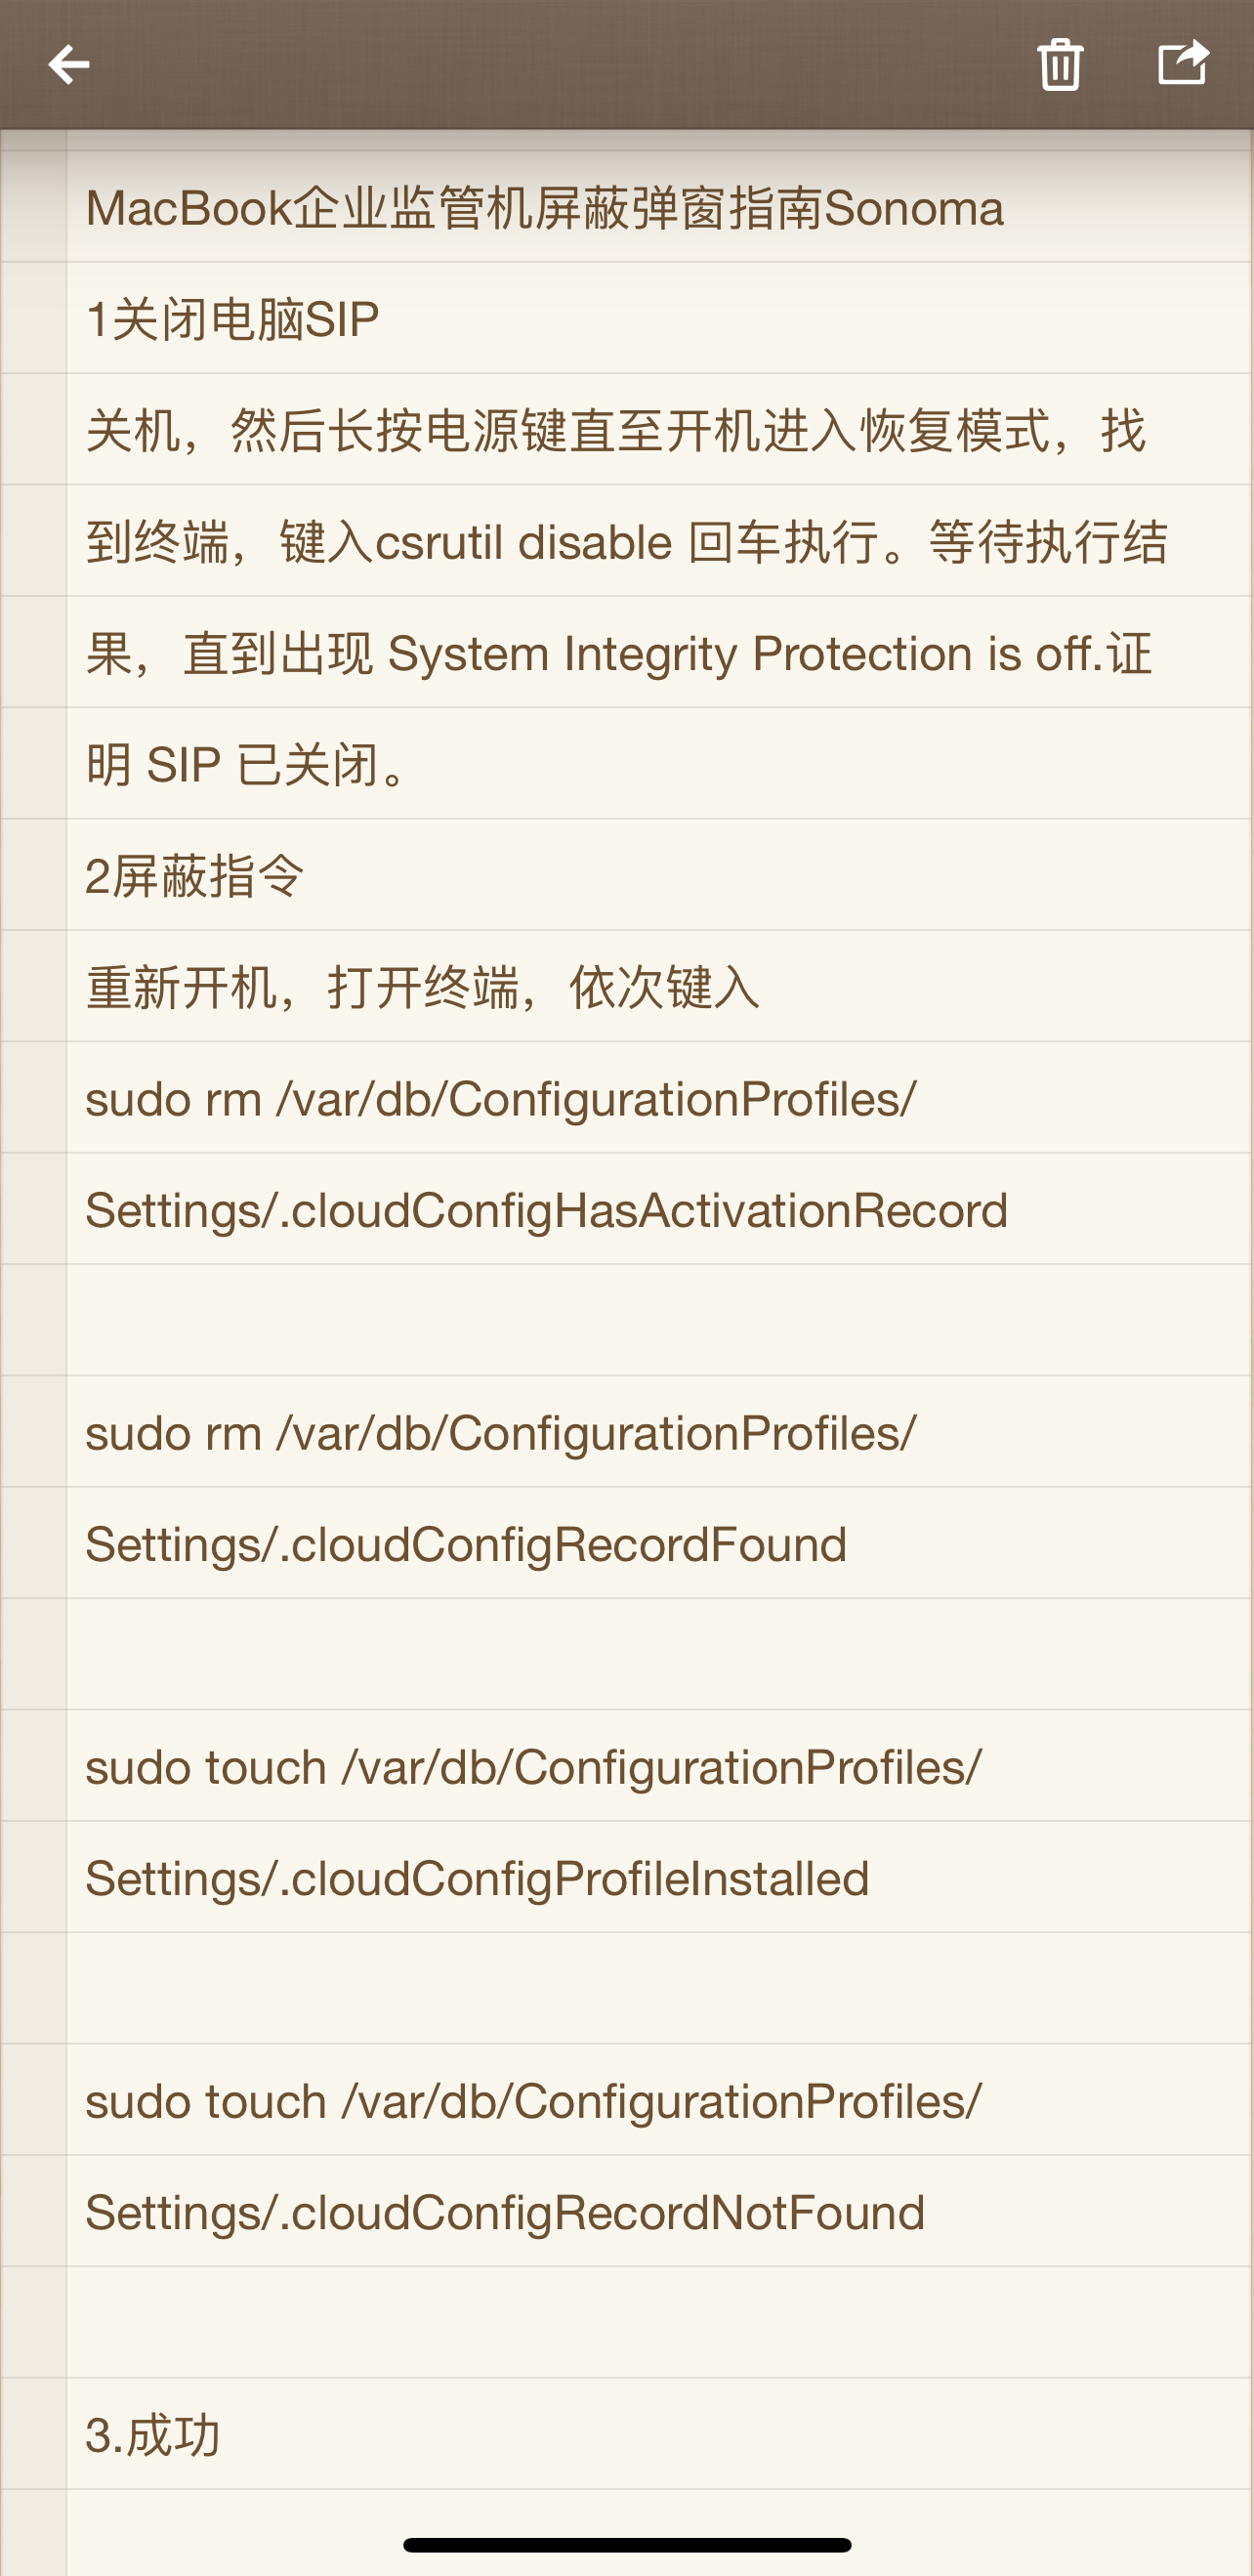 MacBook企业监管机屏蔽弹窗指南Sonoma
1关闭电脑SIP
关机，然后长按电源键直至开机进入恢复模式，找
到终端，键入csrutil disable 回车执行。等待执行结
果，直到出现 System Integrity Protection is off.证
明 SIP 已关闭。
2屏蔽指令
重新开机，打开终端，依次键入
sudo rm /var/db/ConfigurationProfiles/
Settings/.cloudConfigHasActivationRecord
sudo rm /var/db/ConfigurationProfiles/
Settings/.cloudConfigRecordFound
sudo touch /var/db/ConfigurationProfiles/
Settings/.cloudConfigProfileInstalled
sudo touch /var/db/ConfigurationProfiles/
Settings/.cloudConfigRecordNotFound
3.成功